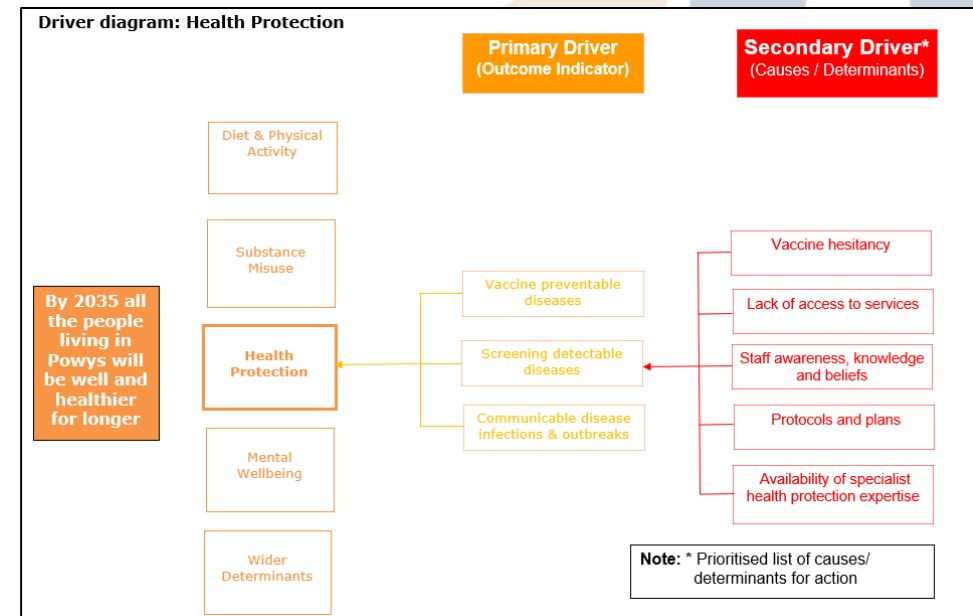 Driver diagram: Health Protection
Primary Driver
(Outcome Indicator)
Secondary Driver*
(Causes / Determinants)
By 2035 all
the people
living in
Powys will
be well and
healthier
for longer
Diet & Physical
Activity
Substance
Misuse
Health
Protection
Mental
Wellbeing
Wider
Determinants
Vaccine preventable
diseases
Screening detectable
diseases
Communicable disease
infections & outbreaks
Vaccine hesitancy
Lack of access to services
Staff awareness, knowledge
and beliefs
Protocols and plans
Availability of specialist
health protection expertise
Note: * Prioritised list of causes/
determinants for action